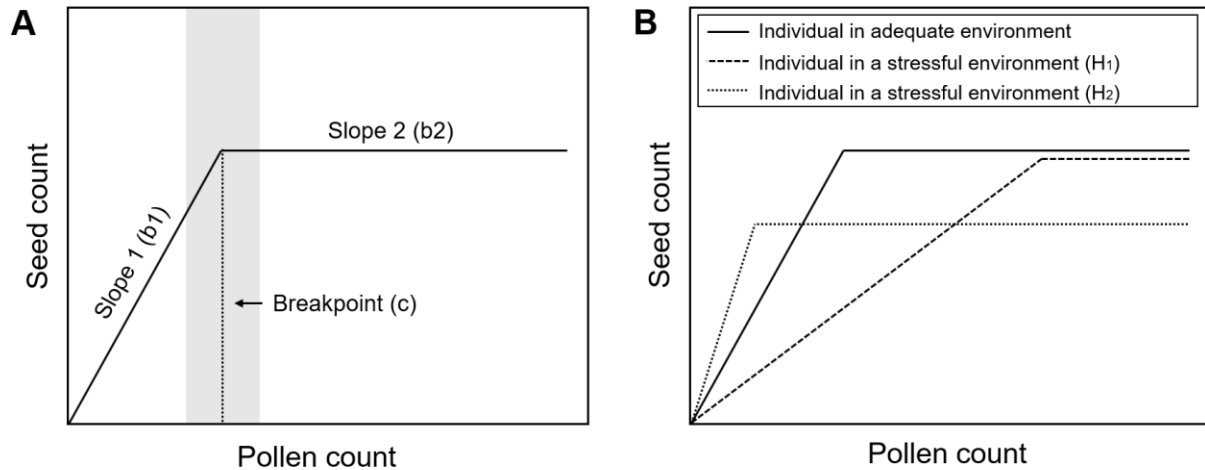 A
Seed count
Slope 1 (b1)
Slope 2 (b2)
Breakpoint (c)
Pollen count
B
Individual in adequate environment
Individual in a stressful environment (H₁)
Individual in a stressful environment (H₂)
Seed count
Pollen count